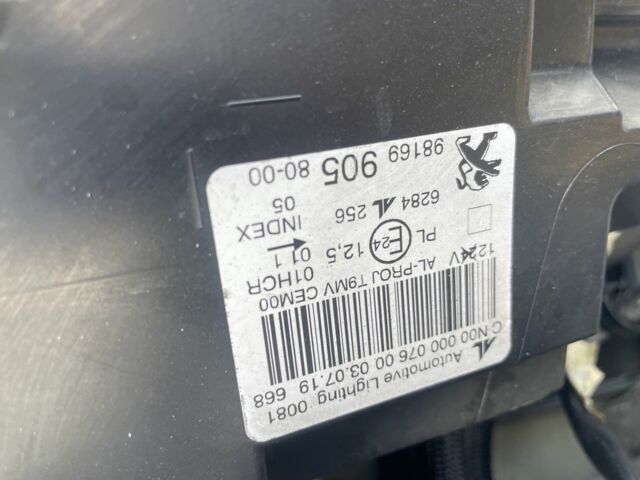 98169 905 80-00
6284 AL 256
INDEX 05
PL E24 12,5 01 1
01HCR
AL-PROJ T9MV CEM00
C N00 000 076 00 03.07.19 668
AL Automotive Lighting 0081